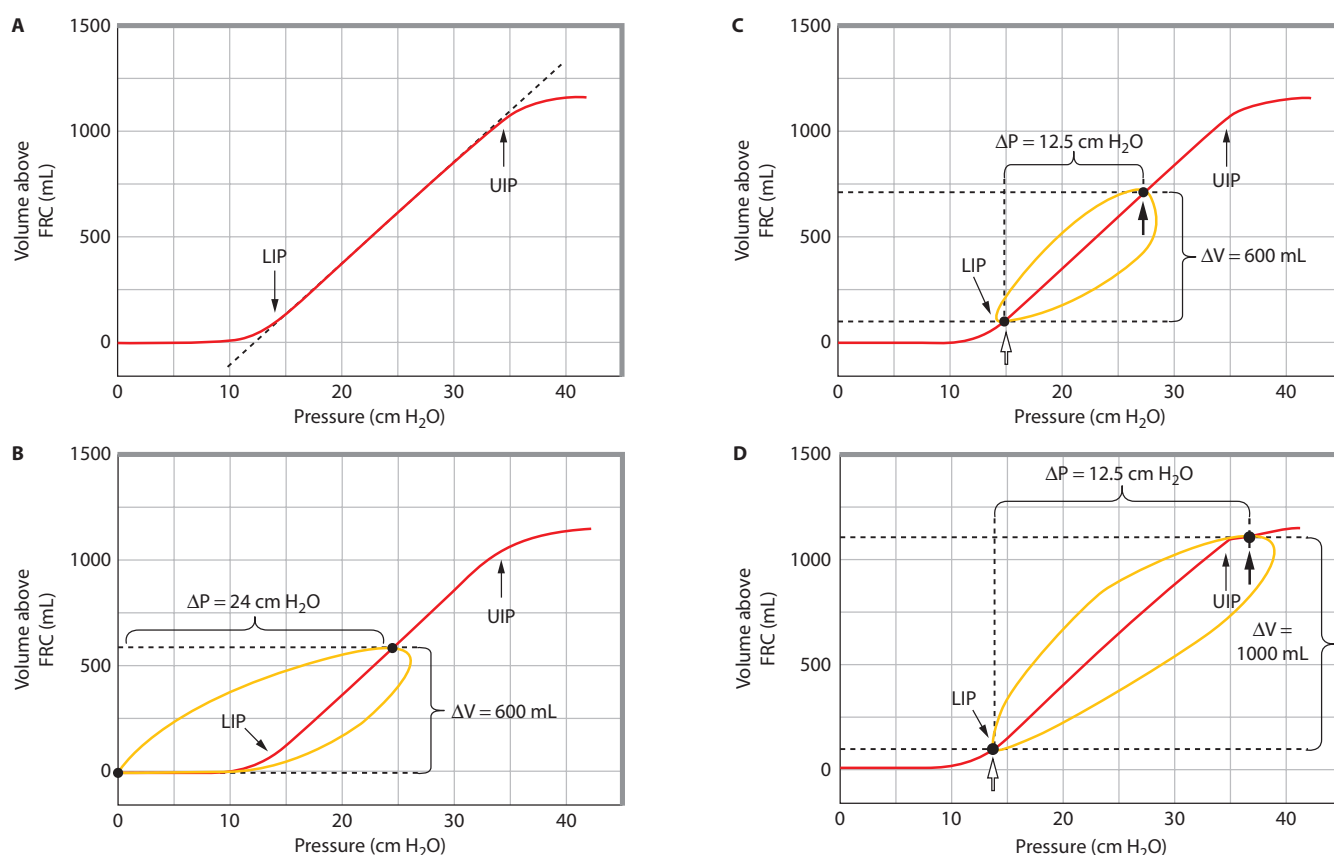 A
1500
1000
500
0
Volume above
FRC (mL)
LIP
UIP
0 10 20 30 40
Pressure (cm H₂O)
B
1500
1000
500
0
Volume above
FRC (mL)
ΔP = 24 cm H₂O
UIP
LIP
ΔV = 600 mL
0 10 20 30 40
Pressure (cm H₂O)
C
1500
1000
500
0
Volume above
FRC (mL)
ΔP = 12.5 cm H₂O
UIP
LIP
ΔV = 600 mL
0 10 20 30 40
Pressure (cm H₂O)
D
1500
1000
500
0
Volume above
FRC (mL)
ΔP = 12.5 cm H₂O
UIP
ΔV =
1000 mL
LIP
0 10 20 30 40
Pressure (cm H₂O)